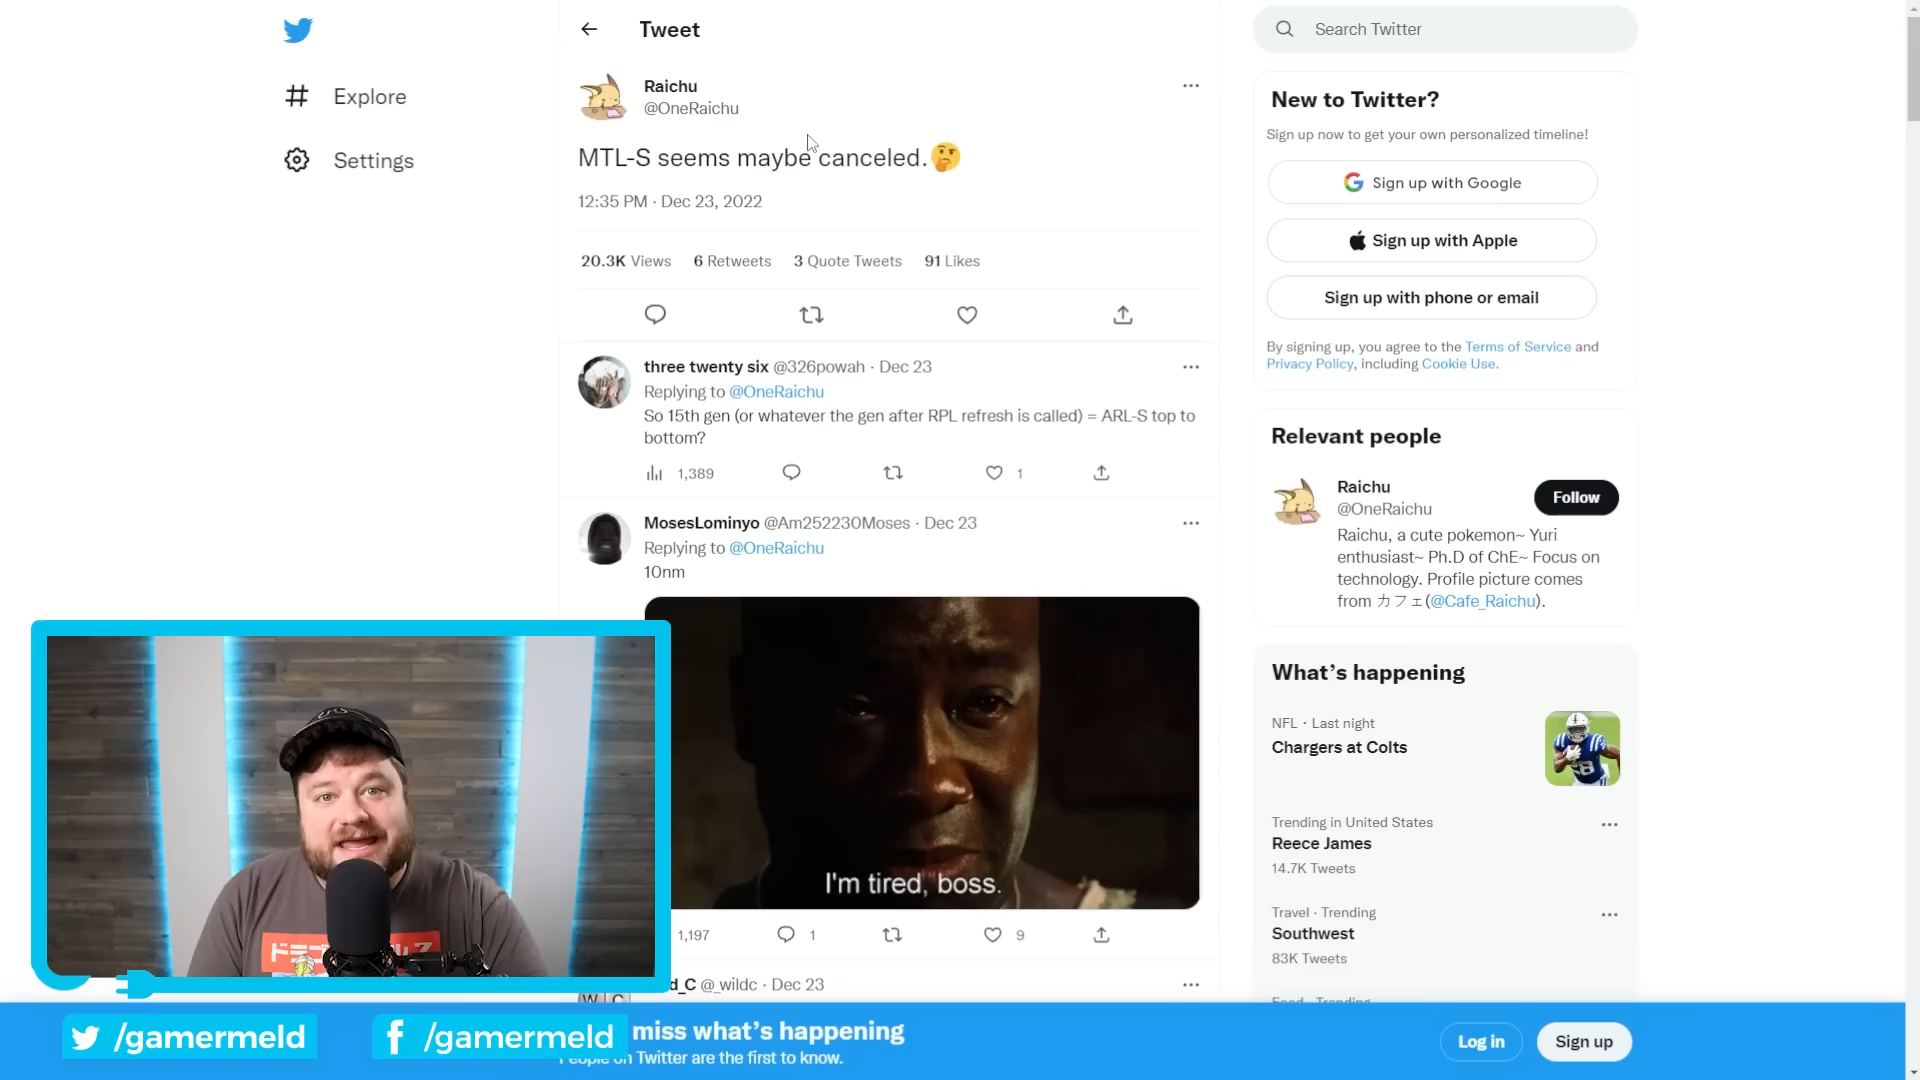 Tweet
Explore
Settings
Raichu
@OneRaichu
MTL-S seems maybe canceled.🤔
12:35 PM · Dec 23, 2022
20.3K Views 6 Retweets 3 Quote Tweets 91 Likes
three twenty six @326powah · Dec 23
Replying to @OneRaichu
So 15th gen (or whatever the gen after RPL refresh is called) = ARL-S top to
bottom?
1,389 1
MosesLominyo @Am252230Moses · Dec 23
Replying to @OneRaichu
10nm
I'm tired, boss.
1,197 1 9
d_C @_wildc · Dec 23
Search Twitter
New to Twitter?
Sign up now to get your own personalized timeline!
Sign up with Google
Sign up with Apple
Sign up with phone or email
By signing up, you agree to the Terms of Service and
Privacy Policy, including Cookie Use.
Relevant people
Raichu
@OneRaichu
Follow
Raichu, a cute pokemon~ Yuri
enthusiast~ Ph.D of ChE~ Focus on
technology. Profile picture comes
from カフェ(@Cafe_Raichu).
What's happening
NFL · Last night
Chargers at Colts
Trending in United States
Reece James
14.7K Tweets
Travel · Trending
Southwest
83K Tweets
/gamermeld
/gamermeld
miss what's happening
People on Twitter are the first to know.
Log in
Sign up